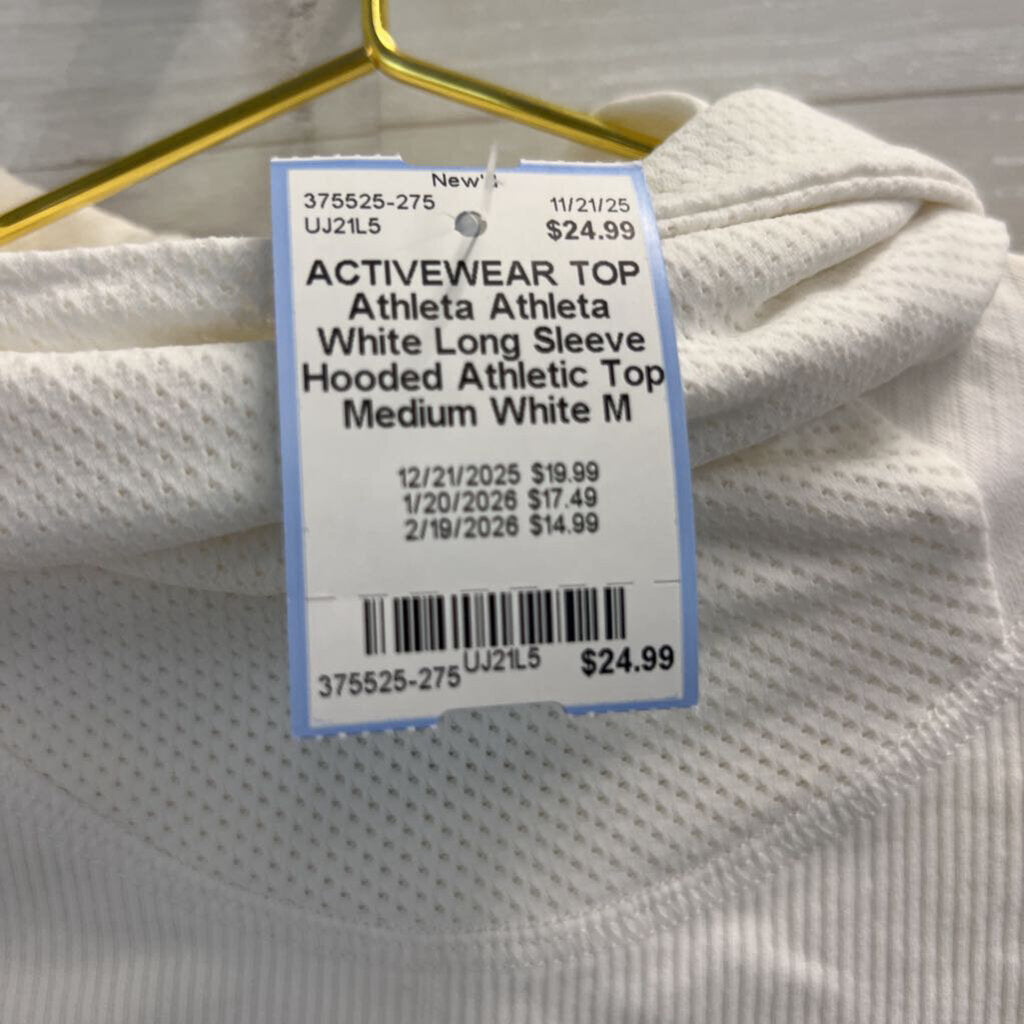 375525-275
11/21/25
UJ21L5
$24.99
ACTIVEWEAR TOP
Athleta Athleta
White Long Sleeve
Hooded Athletic Top
Medium White M
12/21/2025 $19.99
1/20/2026 $17.49
2/19/2026 $14.99
375525-275 UJ21L5 $24.99